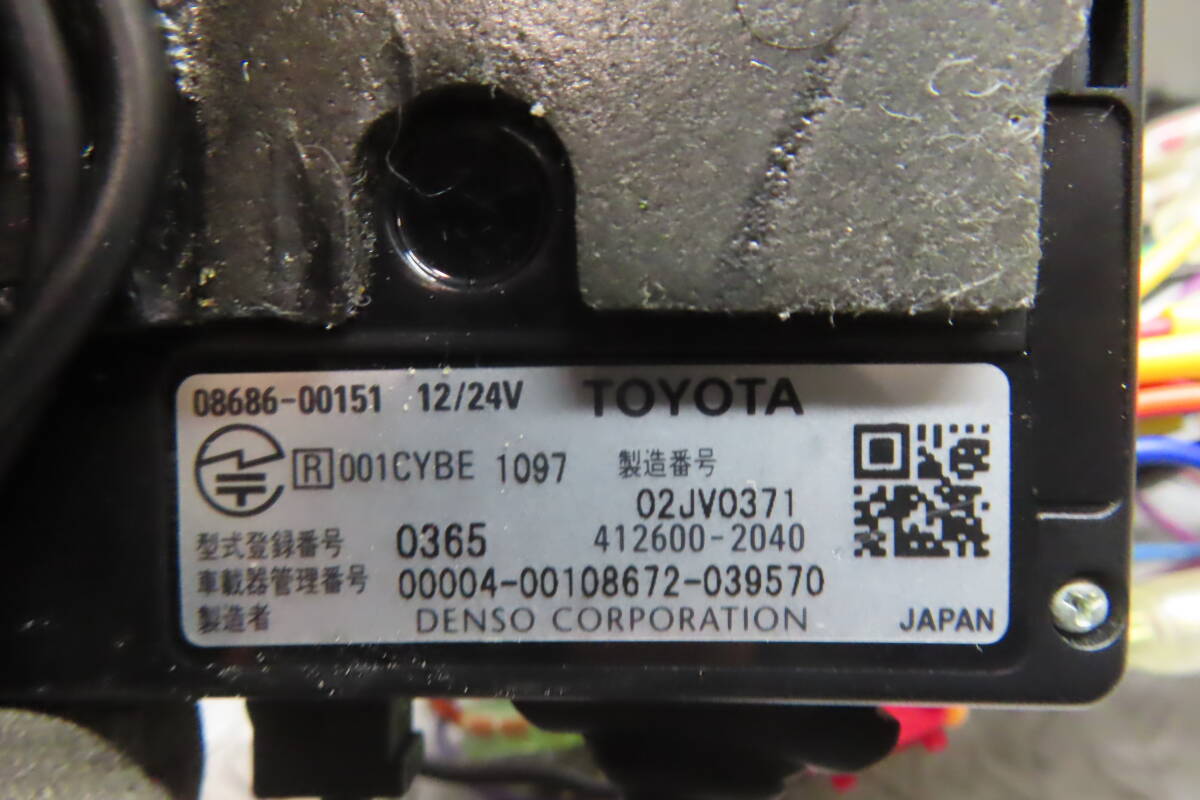 08686-00151 12/24V TOYOTA
R 001CYBE 1097 製造番号
02JV0371
型式登録番号 0365 412600-2040
車載器管理番号 00004-00108672-039570
製造者 DENSO CORPORATION JAPAN